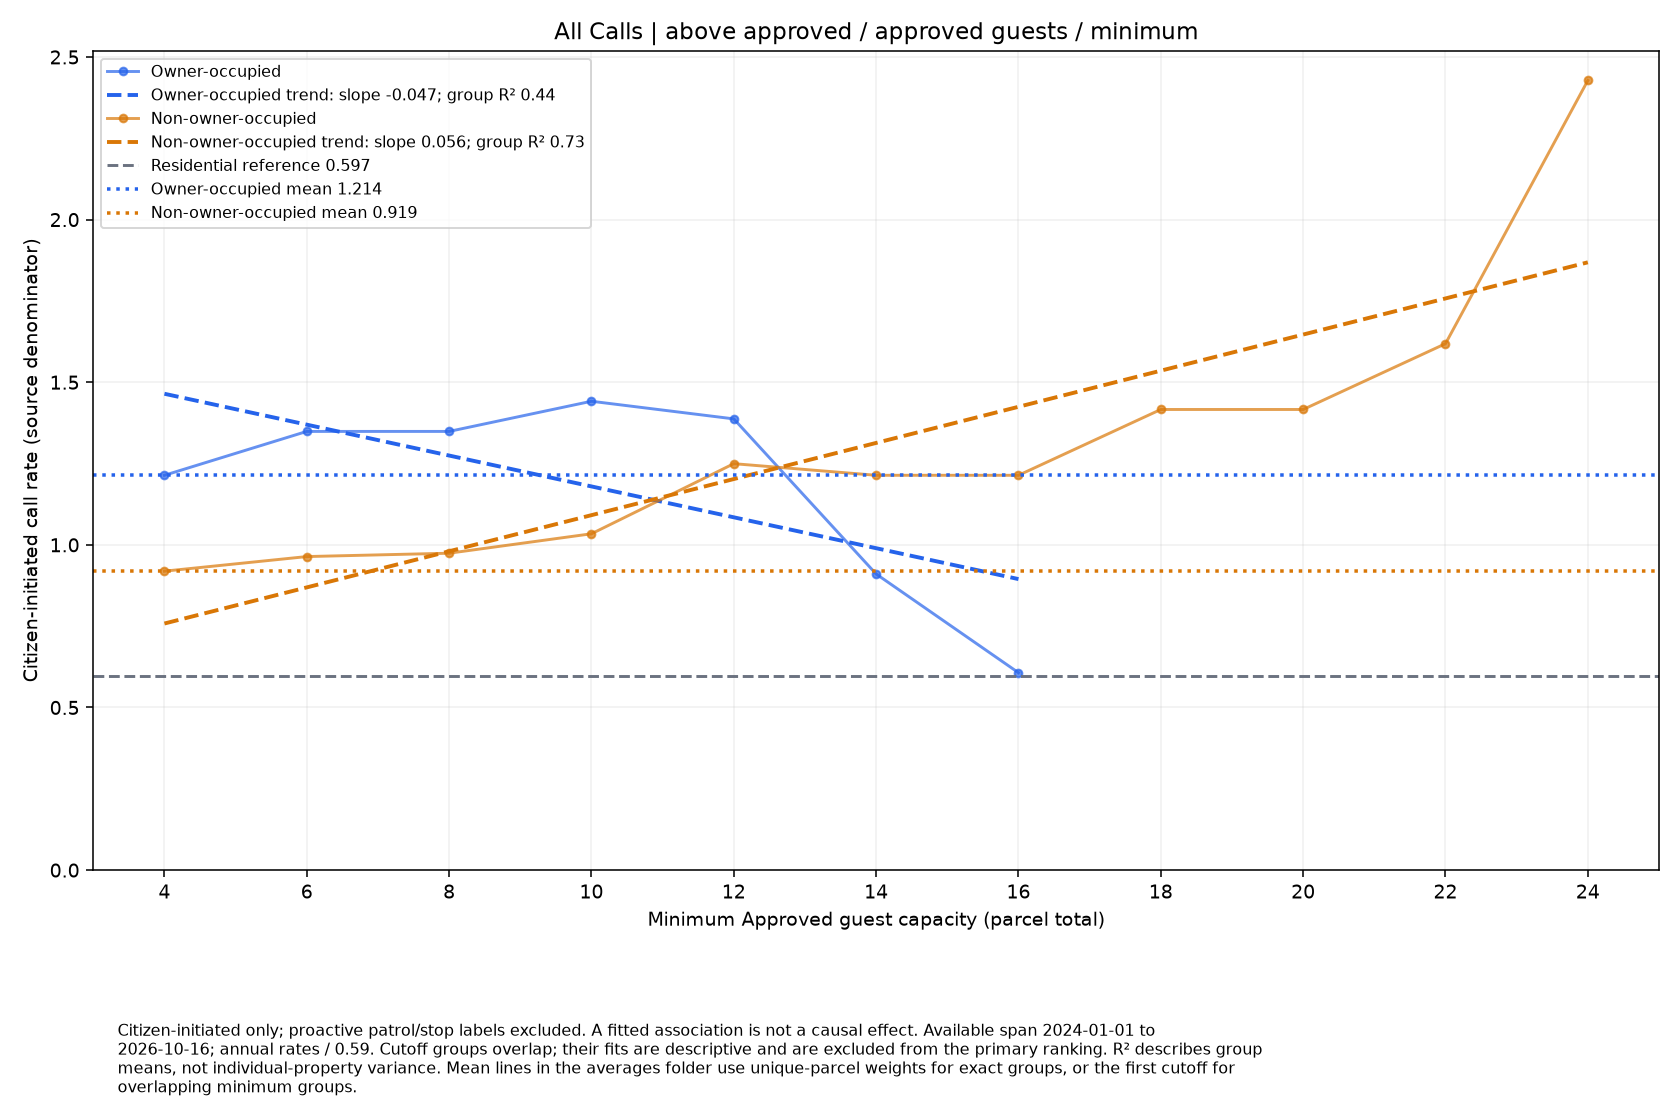 All Calls | above approved / approved guests / minimum
Owner-occupied
Owner-occupied trend: slope -0.047; group R² 0.44
Non-owner-occupied
Non-owner-occupied trend: slope 0.056; group R² 0.73
Residential reference 0.597
Owner-occupied mean 1.214
Non-owner-occupied mean 0.919
Citizen-initiated call rate (source denominator)
2.5
2.0
1.5
1.0
0.5
0.0
4 6 8 10 12 14 16 18 20 22 24
Minimum Approved guest capacity (parcel total)
Citizen-initiated only; proactive patrol/stop labels excluded. A fitted association is not a causal effect. Available span 2024-01-01 to
2026-10-16; annual rates / 0.59. Cutoff groups overlap; their fits are descriptive and are excluded from the primary ranking. R² describes group
means, not individual-property variance. Mean lines in the averages folder use unique-parcel weights for exact groups, or the first cutoff for
overlapping minimum groups.